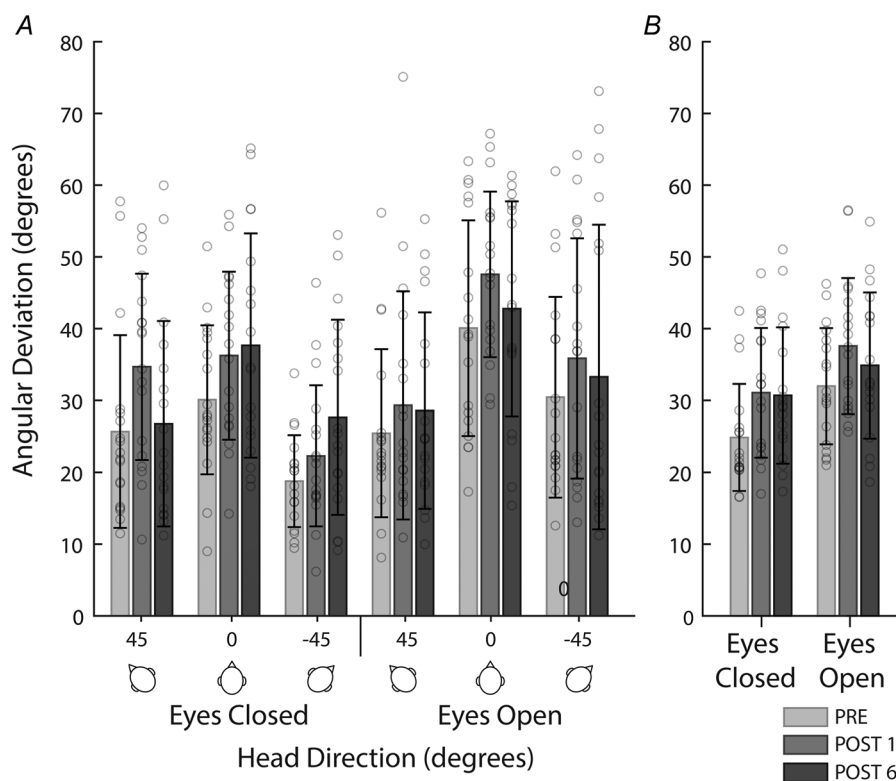 A
B
Angular Deviation (degrees)
80
70
60
50
40
30
20
10
0
80
70
60
50
40
30
20
10
0
0
45
0
-45
45
0
-45
Eyes Closed
Eyes Open
Head Direction (degrees)
Eyes
Closed
Eyes
Open
PRE
POST 1
POST 6